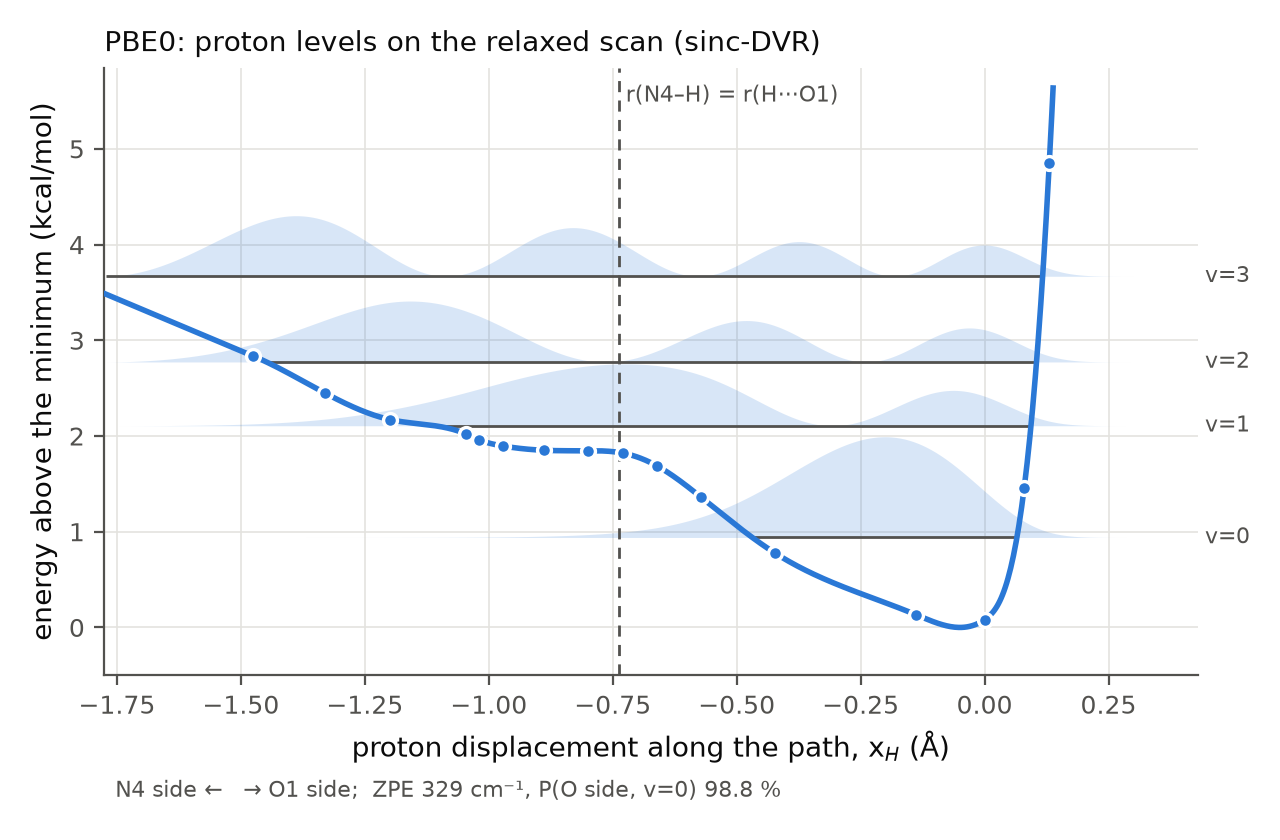 PBE0: proton levels on the relaxed scan (sinc-DVR)
r(N4–H) = r(H···O1)
energy above the minimum (kcal/mol)
5
4
3
2
1
0
v=3
v=2
v=1
v=0
−1.75 −1.50 −1.25 −1.00 −0.75 −0.50 −0.25 0.00 0.25
proton displacement along the path, x_H (Å)
N4 side ← → O1 side; ZPE 329 cm⁻¹, P(O side, v=0) 98.8 %